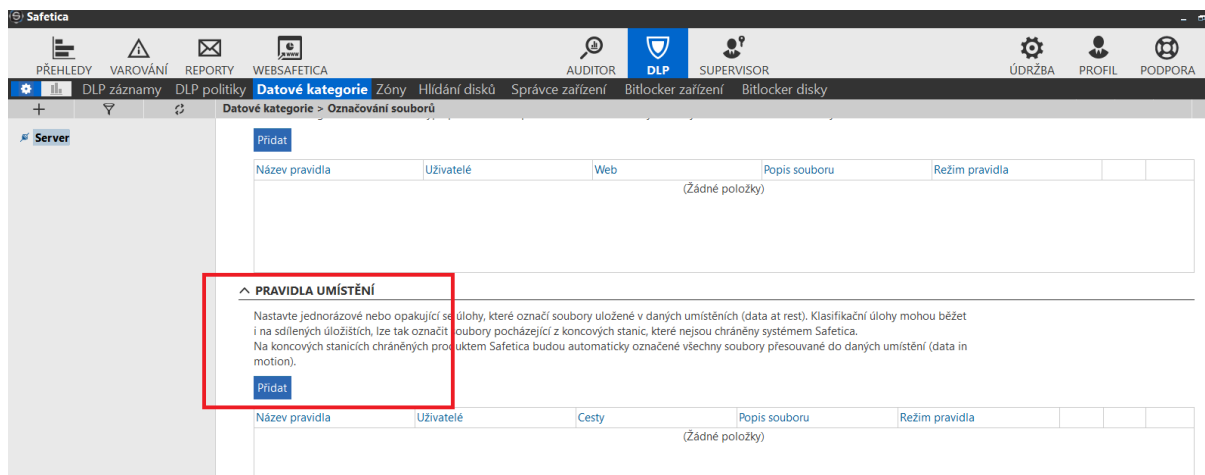 Safetica
PŘEHLEDY VAROVÁNÍ REPORTY WEBSAFETICA AUDITOR DLP SUPERVISOR ÚDRŽBA PROFIL PODPORA
DLP záznamy DLP politiky Datové kategorie Zóny Hlídání disků Správce zařízení Bitlocker zařízení Bitlocker disky
Datové kategorie > Označování souborů
Server
Přidat
Název pravidla Uživatelé Web Popis souboru Režim pravidla
(Žádné položky)
PRAVIDLA UMÍSTĚNÍ
Nastavte jednorázové nebo opakující se úlohy, které označí soubory uložené v daných umístěních (data at rest). Klasifikační úlohy mohou běžet
i na sdílených úložištích, lze tak označit soubory pocházející z koncových stanic, které nejsou chráněny systémem Safetica.
Na koncových stanicích chráněných produktem Safetica budou automaticky označené všechny soubory přesouvané do daných umístění (data in
motion).
Přidat
Název pravidla Uživatelé Cesty Popis souboru Režim pravidla
(Žádné položky)